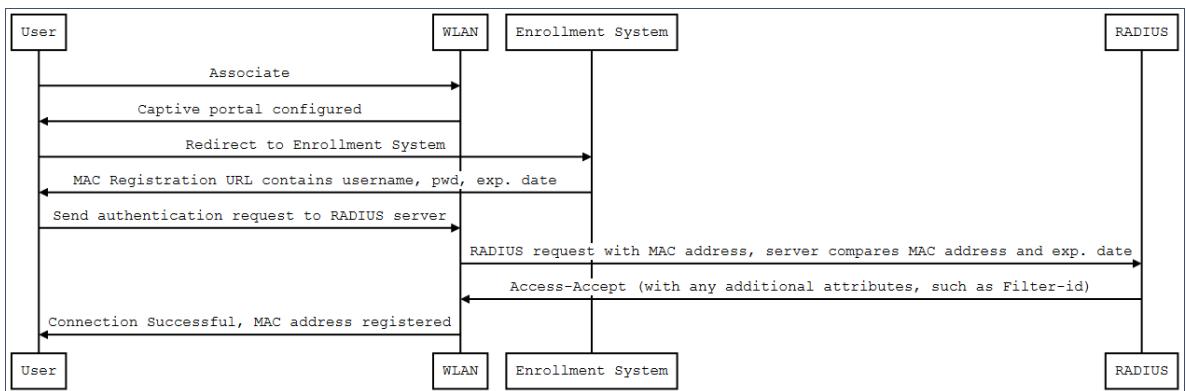 User WLAN Enrollment System RADIUS
Associate
Captive portal configured
Redirect to Enrollment System
MAC Registration URL contains username, pwd, exp. date
Send authentication request to RADIUS server
RADIUS request with MAC address, server compares MAC address and exp. date
Access-Accept (with any additional attributes, such as Filter-id)
Connection Successful, MAC address registered
User WLAN Enrollment System RADIUS